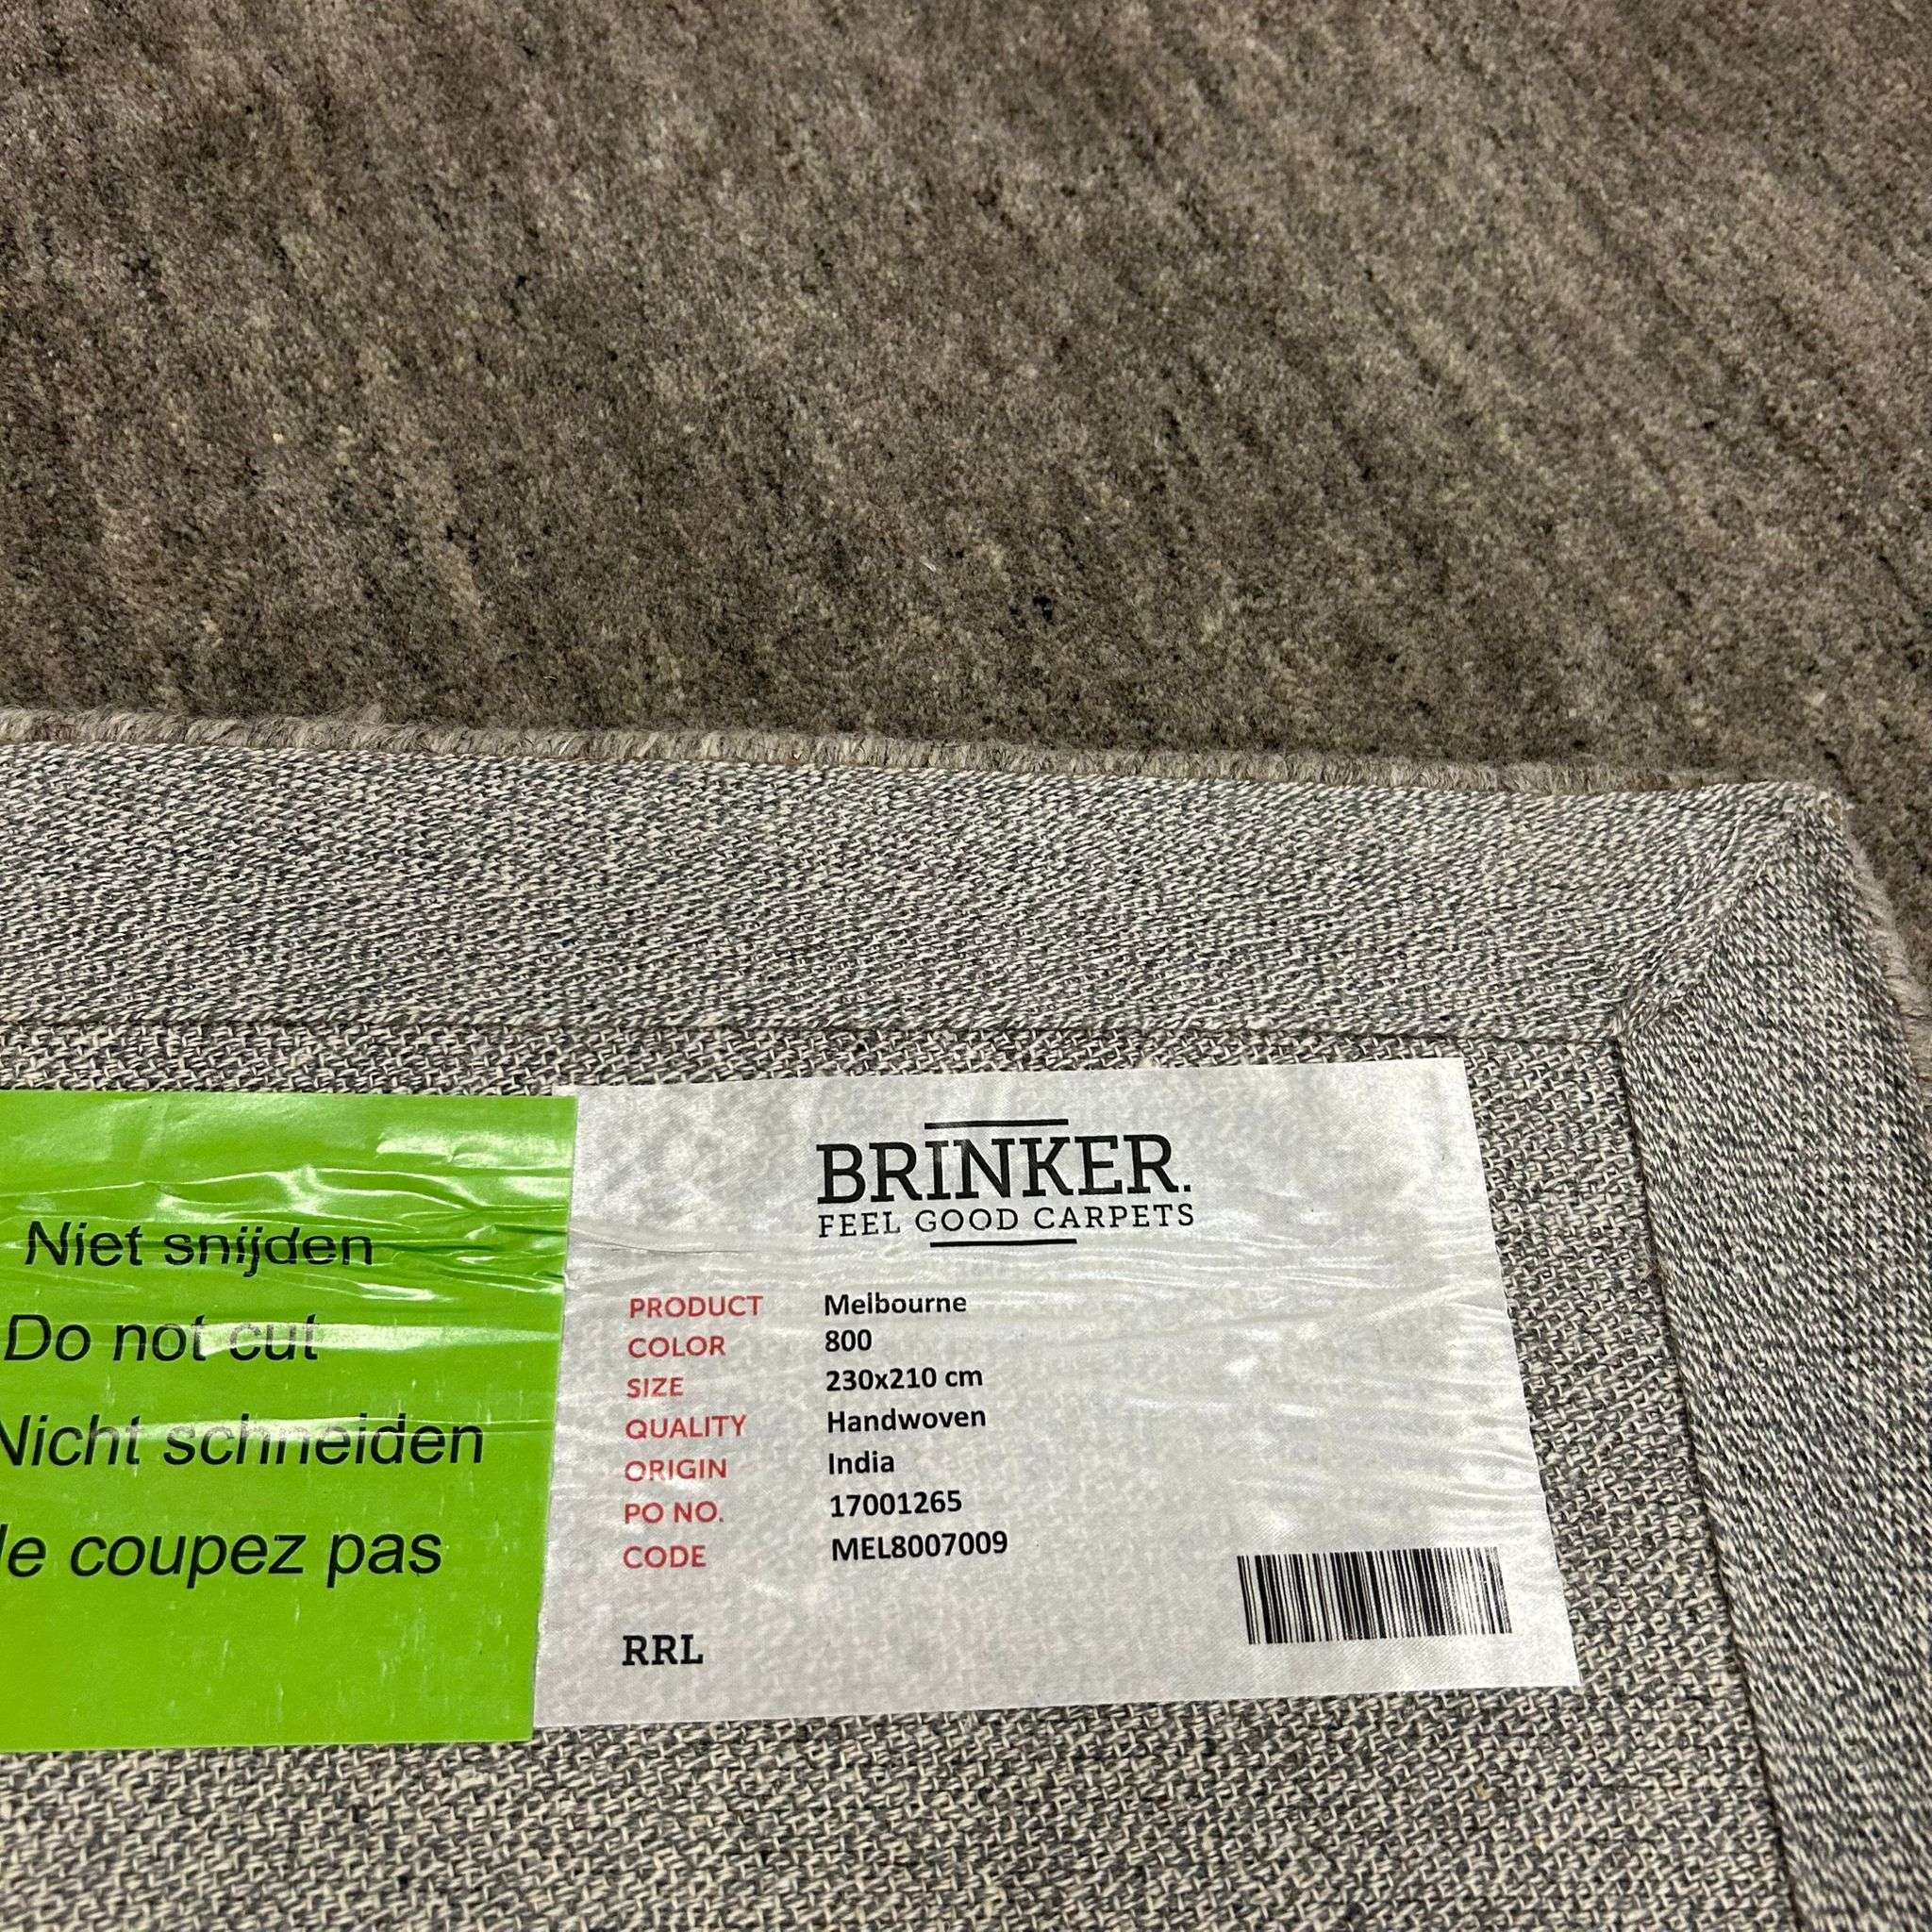 Niet snijden
Do not cut
Nicht schneiden
coupez pas
BRINKER.
FEEL GOOD CARPETS
PRODUCT Melbourne
COLOR 800
SIZE 230x210 cm
QUALITY Handwoven
ORIGIN India
PO NO. 17001265
CODE MEL8007009
RRL